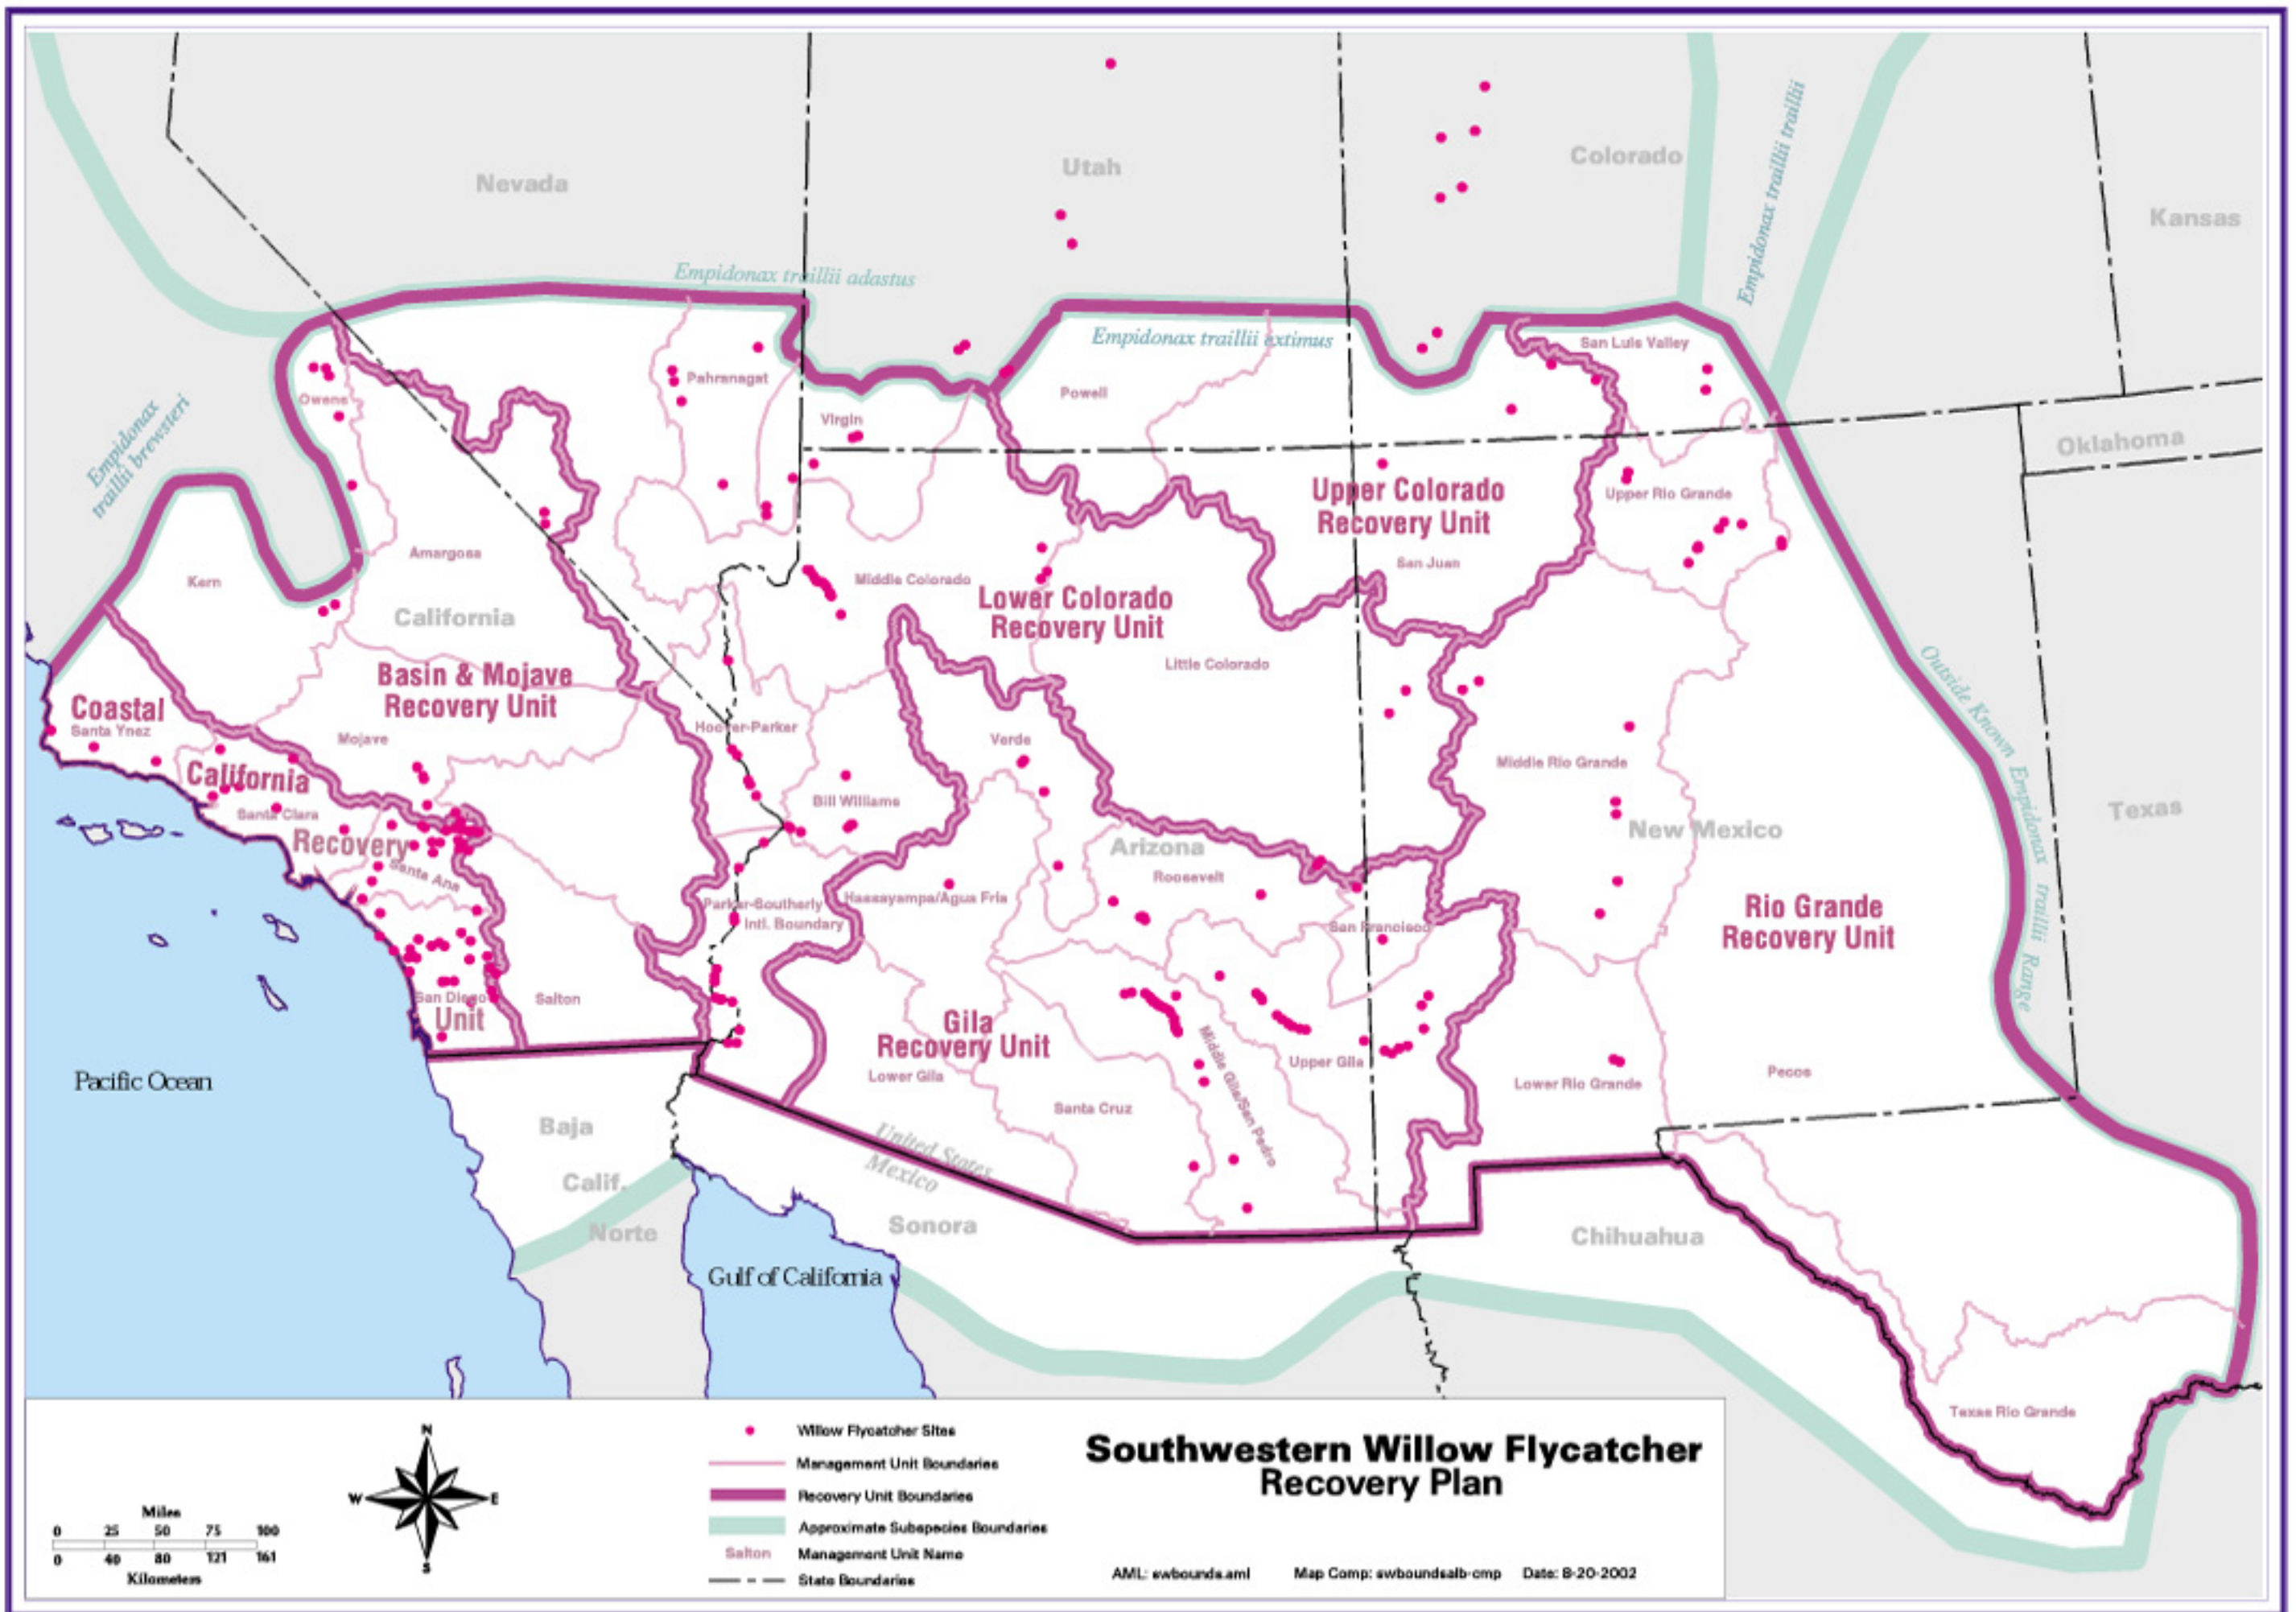 Nevada
Utah
Colorado
Kansas
Empidonax traillii traillii
Empidonax traillii adastus
Empidonax traillii extimus
San Luis Valley
Pahranagat
Powell
Owens
Virgin
Empidonax
traillii brewsteri
Oklahoma
Upper Colorado
Recovery Unit
Upper Rio Grande
Amargosa
San Juan
Kern
Middle Colorado
California
Lower Colorado
Recovery Unit
Little Colorado
Basin & Mojave
Recovery Unit
Outside Known Empidonax traillii Range
Coastal
Santa Ynez
Hoover-Parker
Mojave
Verde
Middle Rio Grande
California
Bill Williams
Texas
Santa Clara
New Mexico
Recovery
Arizona
Santa Ana
Roosevelt
Hassayampa/Agua Fria
Parker-Southerly
Intl. Boundary
San Francisco
Rio Grande
Recovery Unit
San Diego
Unit
Salton
Gila
Recovery Unit
Middle Gila/San Pedro
Upper Gila
Lower Gila
Lower Rio Grande
Pecos
Pacific Ocean
Santa Cruz
Baja
Calif.
Norte
United States
Mexico
Sonora
Chihuahua
Gulf of California
Texas Rio Grande
N
W
E
S
Miles
0 25 50 75 100
0 40 80 121 161
Kilometers
Willow Flycatcher Sites
Management Unit Boundaries
Recovery Unit Boundaries
Approximate Subspecies Boundaries
Salton Management Unit Name
State Boundaries
Southwestern Willow Flycatcher
Recovery Plan
AML: swbounds.aml Map Comp: swboundsalb-cmp Date: 8-20-2002